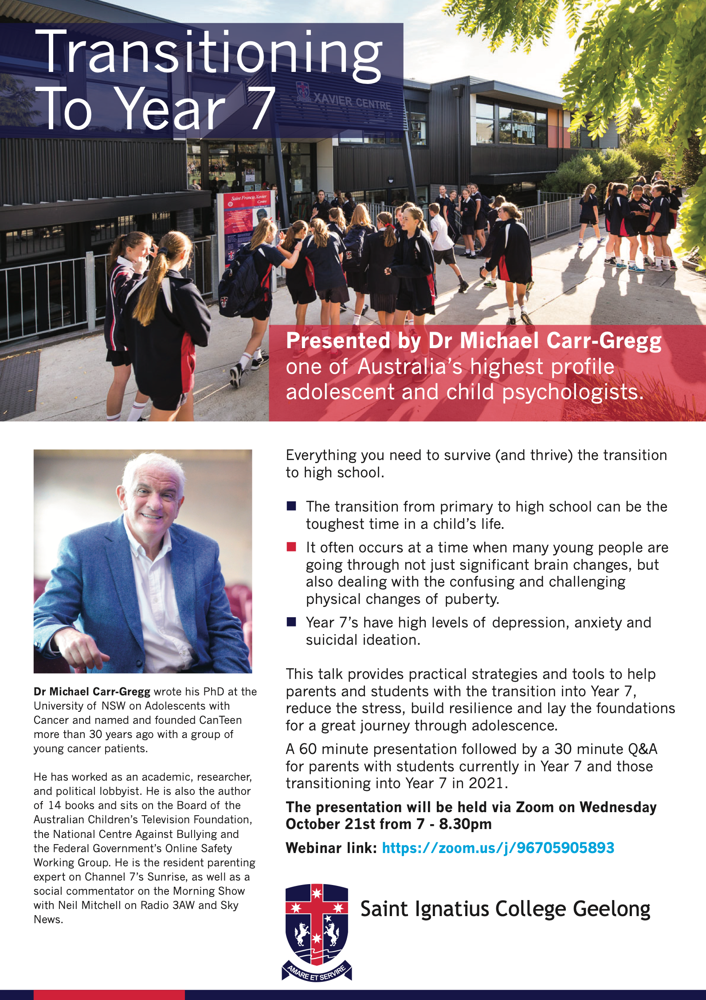 Transitioning
To Year 7
XAVIER CENTRE
Saint Francis Xavier
Centre
Presented by Dr Michael Carr-Gregg
one of Australia’s highest profile
adolescent and child psychologists.
Dr Michael Carr-Gregg wrote his PhD at the
University of NSW on Adolescents with
Cancer and named and founded CanTeen
more than 30 years ago with a group of
young cancer patients.
He has worked as an academic, researcher,
and political lobbyist. He is also the author
of 14 books and sits on the Board of the
Australian Children’s Television Foundation,
the National Centre Against Bullying and
the Federal Government’s Online Safety
Working Group. He is the resident parenting
expert on Channel 7’s Sunrise, as well as a
social commentator on the Morning Show
with Neil Mitchell on Radio 3AW and Sky
News.
Everything you need to survive (and thrive) the transition
to high school.
The transition from primary to high school can be the
toughest time in a child’s life.
It often occurs at a time when many young people are
going through not just significant brain changes, but
also dealing with the confusing and challenging
physical changes of puberty.
Year 7’s have high levels of depression, anxiety and
suicidal ideation.
This talk provides practical strategies and tools to help
parents and students with the transition into Year 7,
reduce the stress, build resilience and lay the foundations
for a great journey through adolescence.
A 60 minute presentation followed by a 30 minute Q&A
for parents with students currently in Year 7 and those
transitioning into Year 7 in 2021.
The presentation will be held via Zoom on Wednesday
October 21st from 7 - 8.30pm
Webinar link: https://zoom.us/j/96705905893
Saint Ignatius College Geelong
AMARE ET SERVIRE